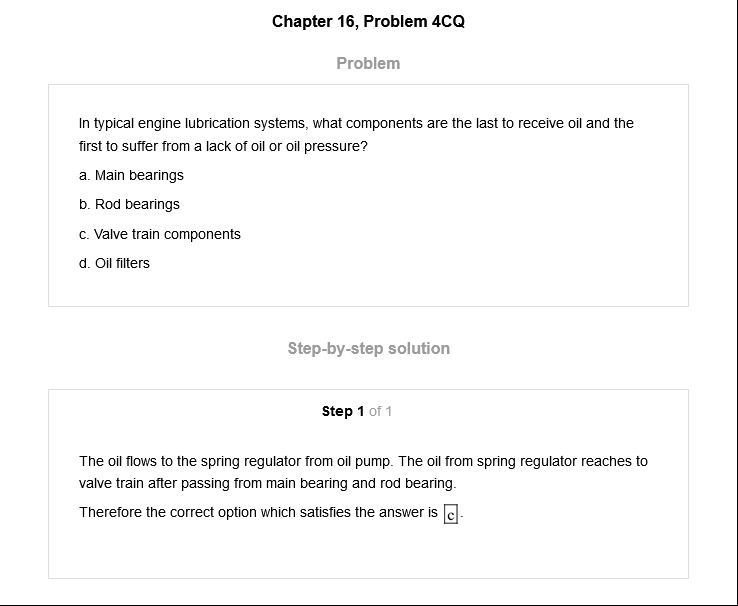 Chapter 16, Problem 4CQ
Problem
In typical engine lubrication systems, what components are the last to receive oil and the
first to suffer from a lack of oil or oil pressure?
a. Main bearings
b. Rod bearings
c. Valve train components
d. Oil filters
Step-by-step solution
Step 1 of 1
The oil flows to the spring regulator from oil pump. The oil from spring regulator reaches to
valve train after passing from main bearing and rod bearing.
Therefore the correct option which satisfies the answer is c.